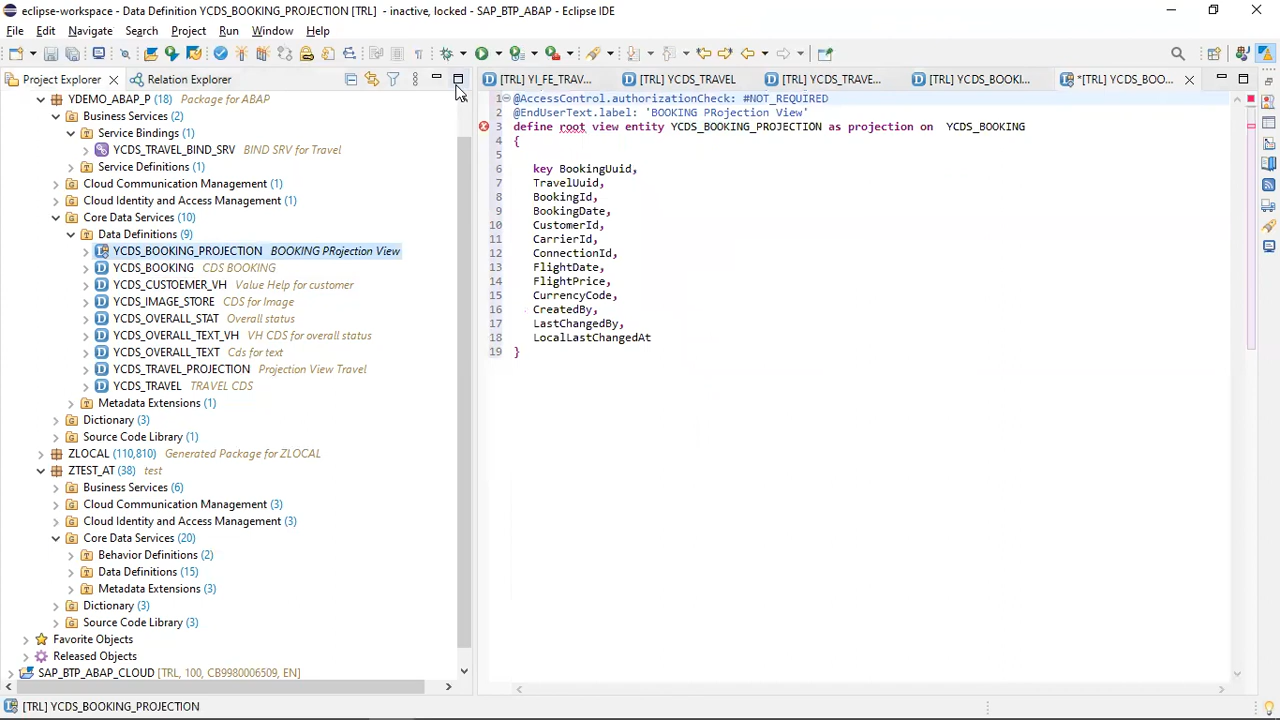 eclipse-workspace - Data Definition YCDS_BOOKING_PROJECTION [TRL]  - inactive, locked - SAP_BTP_ABAP - Eclipse IDE
File Edit Navigate Search Project Run Window Help
Project Explorer Relation Explorer [TRL] YI_FE_TRAV... [TRL] YCDS_TRAVEL [TRL] YCDS_TRAVE... [TRL] YCDS_BOOKI... *[TRL] YCDS_BOO...
YDEMO_ABAP_P (18) Package for ABAP
Business Services (2)
Service Bindings (1)
YCDS_TRAVEL_BIND_SRV BIND SRV for Travel
Service Definitions (1)
Cloud Communication Management (1)
Cloud Identity and Access Management (1)
Core Data Services (10)
Data Definitions (9)
YCDS_BOOKING_PROJECTION BOOKING PRojection View
YCDS_BOOKING CDS BOOKING
YCDS_CUSTOEMER_VH Value Help for customer
YCDS_IMAGE_STORE CDS for Image
YCDS_OVERALL_STAT Overall status
YCDS_OVERALL_TEXT_VH VH CDS for overall status
YCDS_OVERALL_TEXT Cds for text
YCDS_TRAVEL_PROJECTION Projection View Travel
YCDS_TRAVEL TRAVEL CDS
Metadata Extensions (1)
Dictionary (3)
Source Code Library (1)
ZLOCAL (110,810) Generated Package for ZLOCAL
ZTEST_AT (38) test
Business Services (6)
Cloud Communication Management (3)
Cloud Identity and Access Management (3)
Core Data Services (20)
Behavior Definitions (2)
Data Definitions (15)
Metadata Extensions (3)
Dictionary (3)
Source Code Library (3)
Favorite Objects
Released Objects
SAP_BTP_ABAP_CLOUD [TRL, 100, CB9980006509, EN]
1 @AccessControl.authorizationCheck: #NOT_REQUIRED
2 @EndUserText.label: 'BOOKING PRojection View'
3 define root view entity YCDS_BOOKING_PROJECTION as projection on  YCDS_BOOKING
4 {
5
6 key BookingUuid,
7 TravelUuid,
8 BookingId,
9 BookingDate,
10 CustomerId,
11 CarrierId,
12 ConnectionId,
13 FlightDate,
14 FlightPrice,
15 CurrencyCode,
16 CreatedBy,
17 LastChangedBy,
18 LocalLastChangedAt
19 }
[TRL] YCDS_BOOKING_PROJECTION